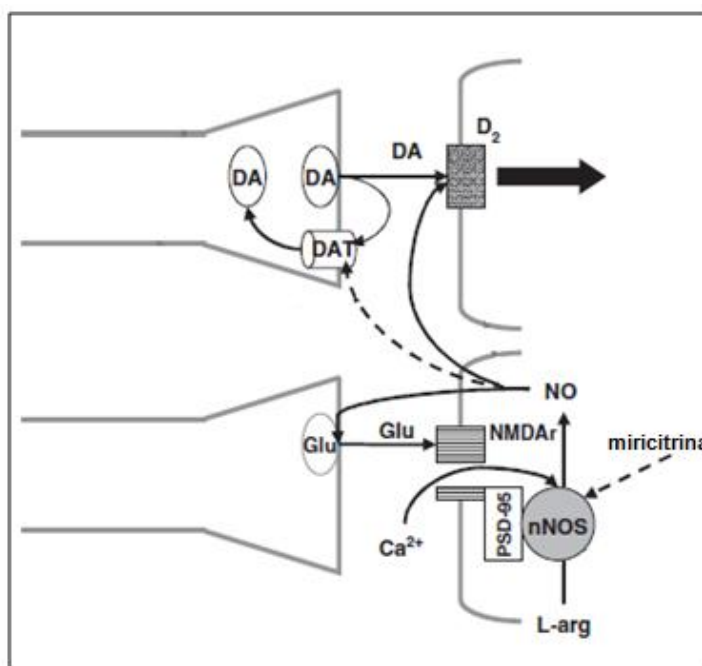 D₂
DA
DA
DA
DAT
NO
Glu
Glu
NMDAr
miricitrina
PSD-95
nNOS
Ca²⁺
L-arg